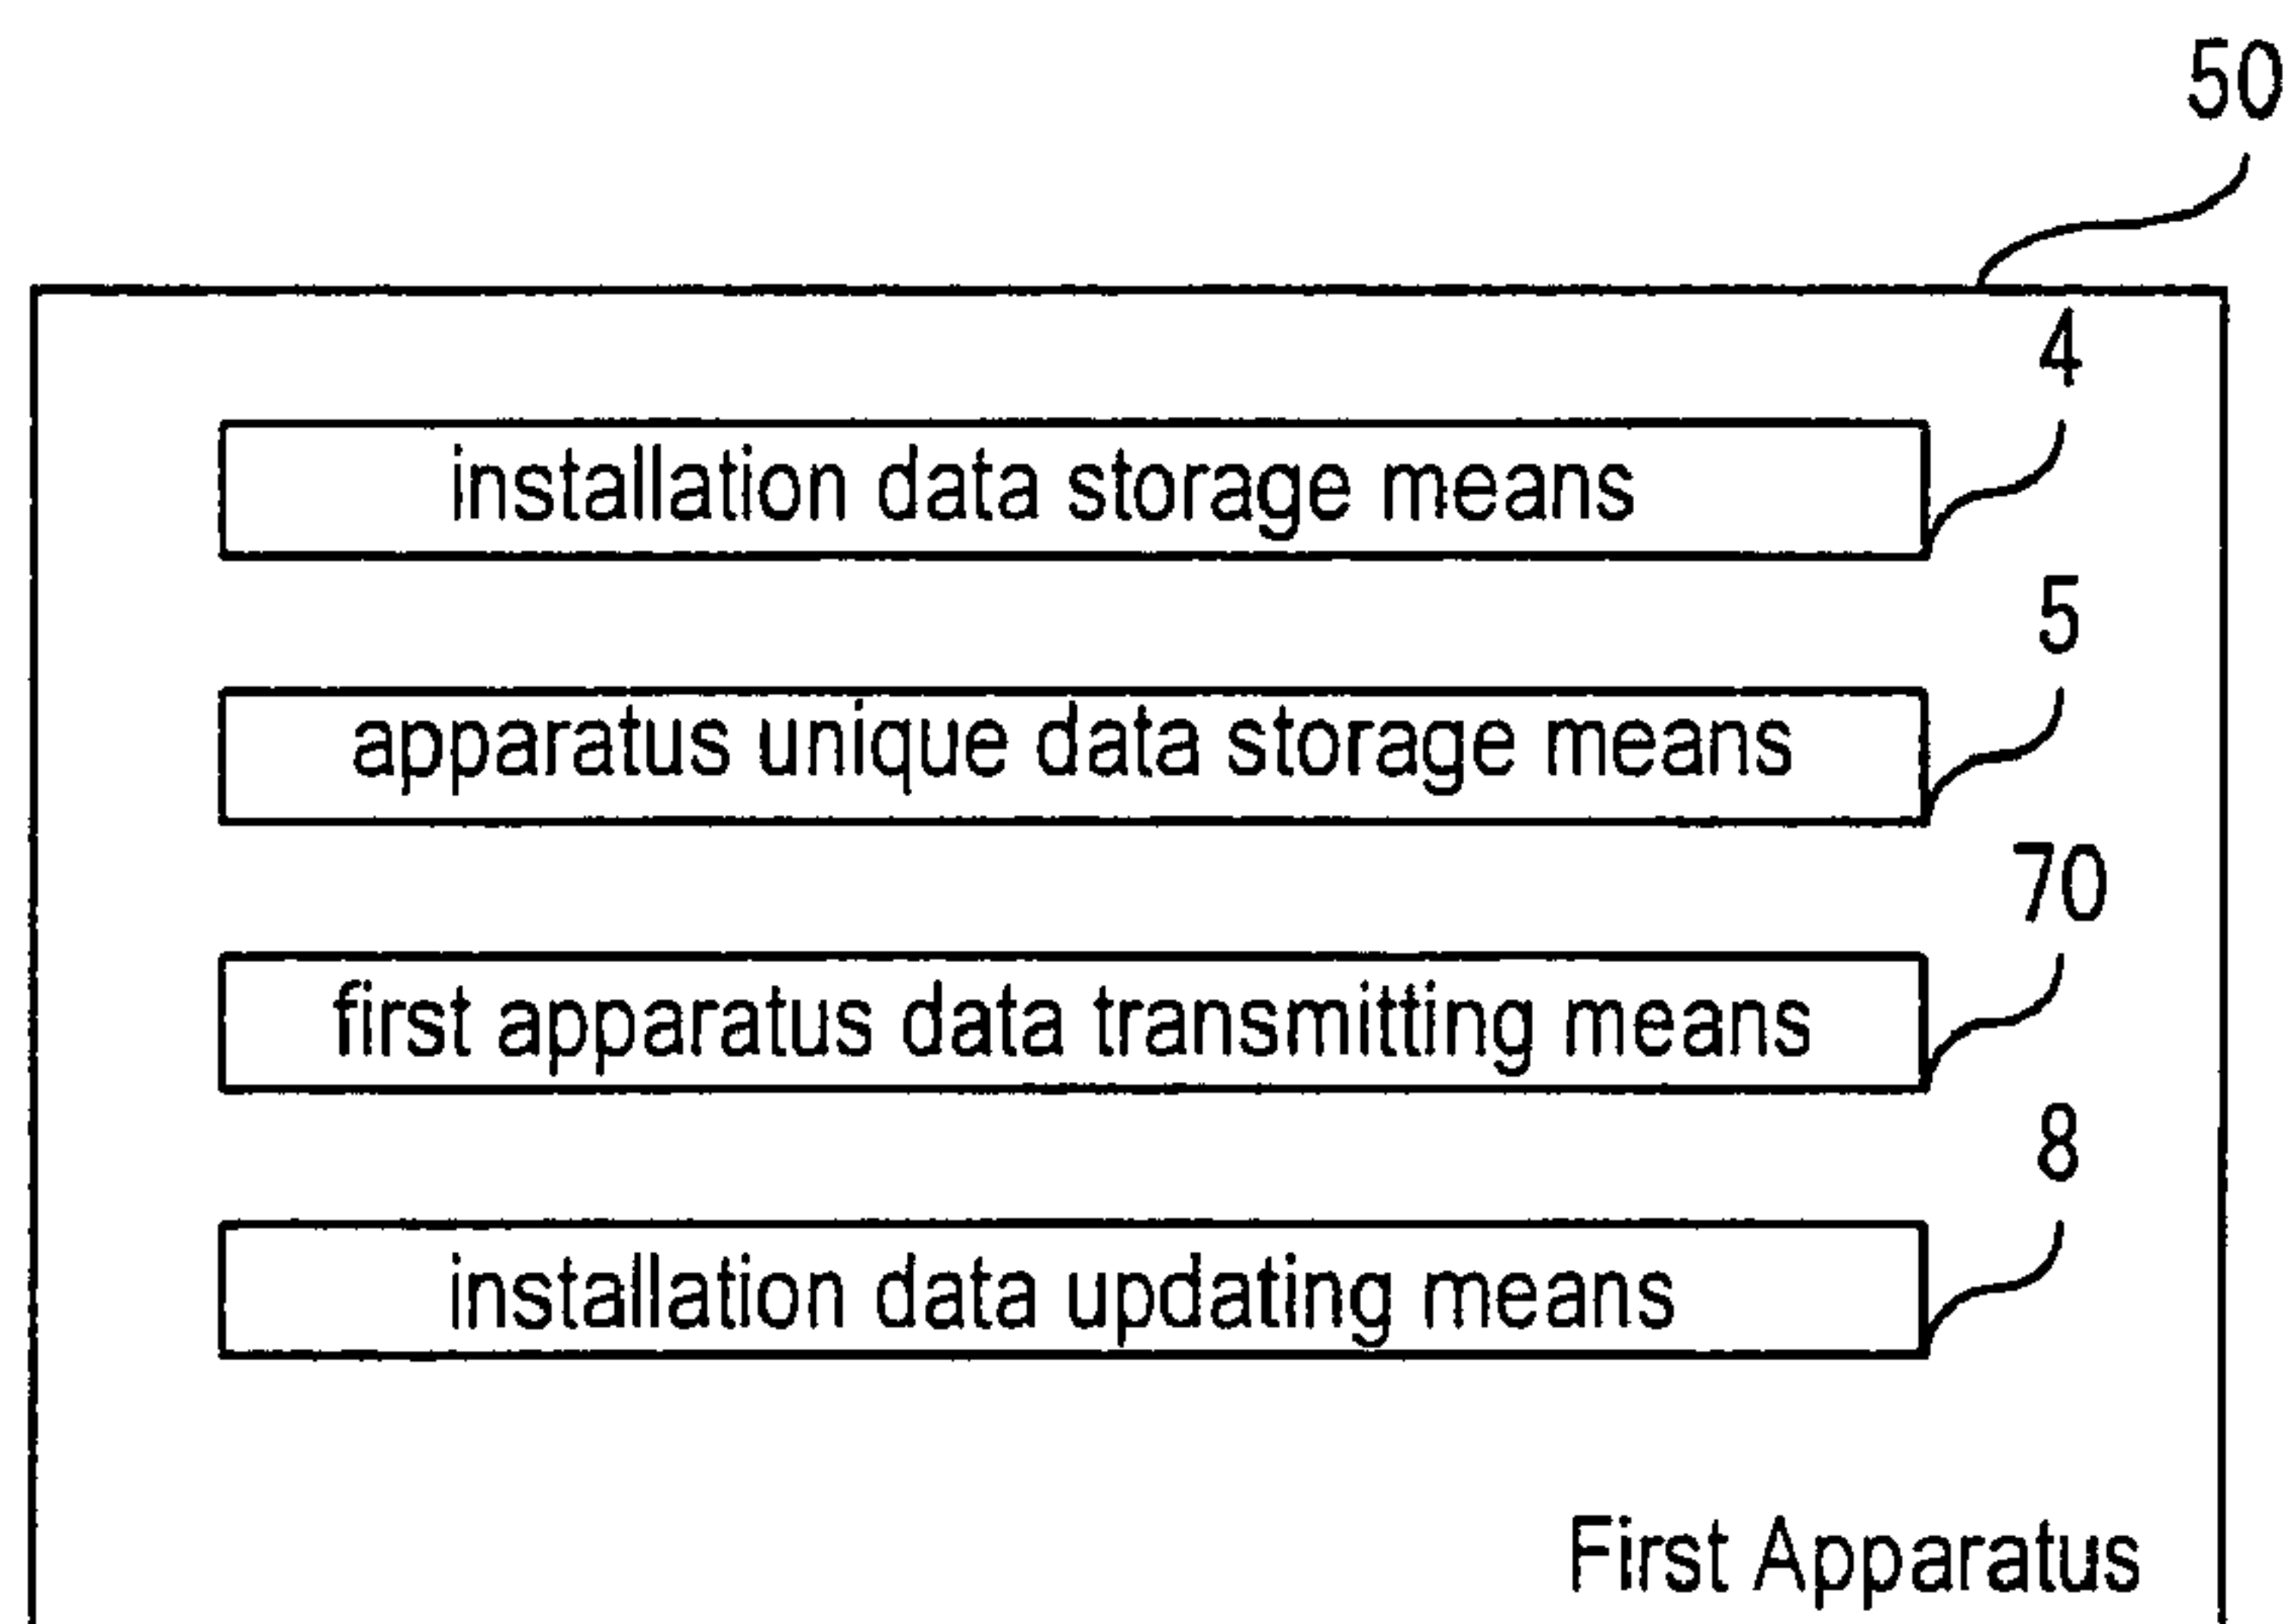 50
4
installation data storage means
5
apparatus unique data storage means
70
first apparatus data transmitting means
8
installation data updating means
First Apparatus